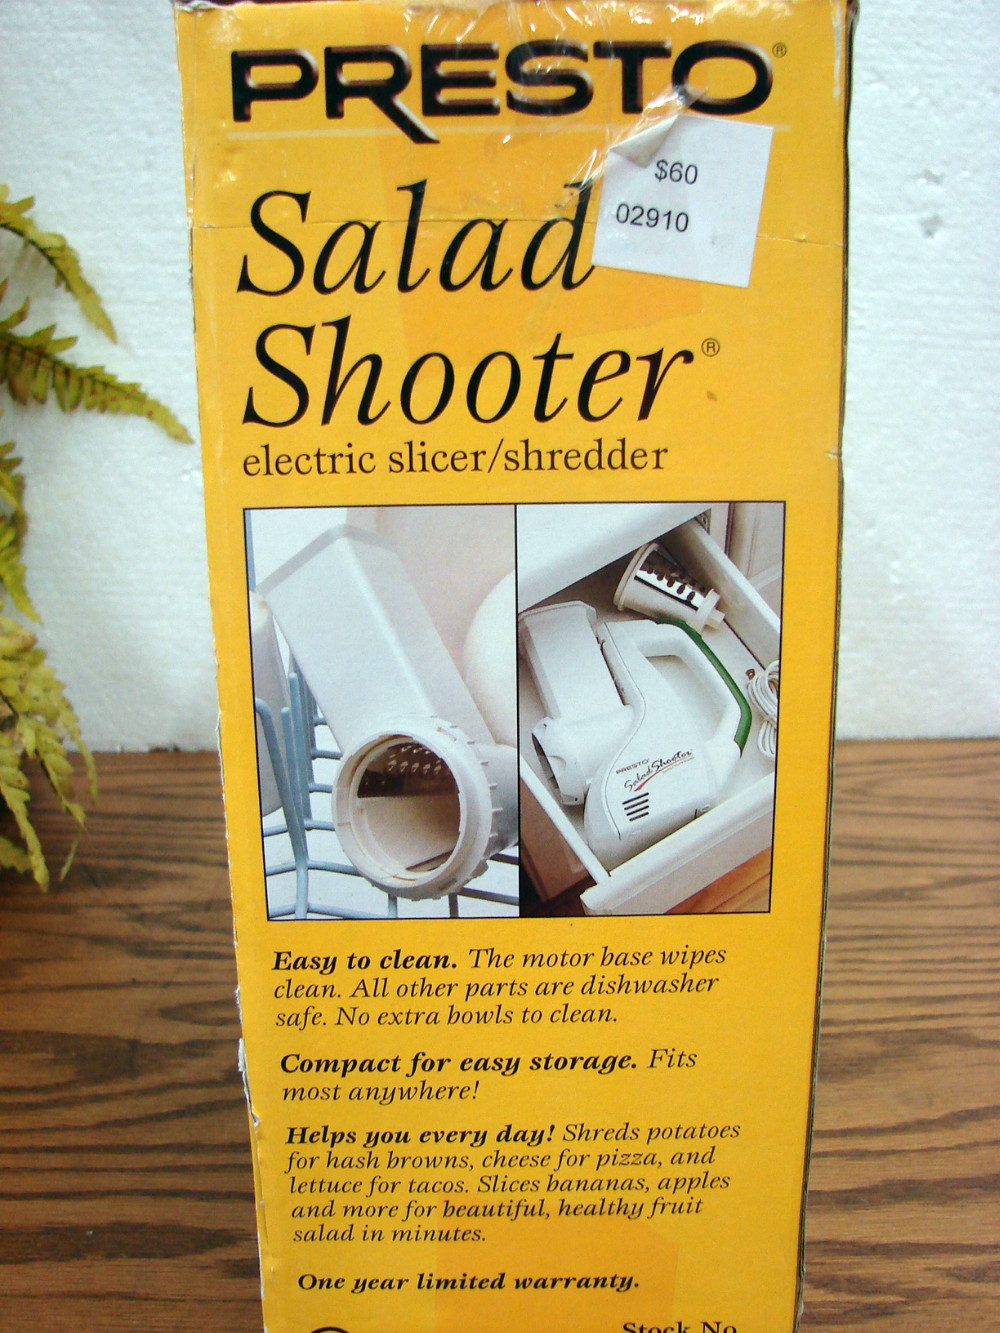 PRESTO®
$60
02910
Salad
Shooter®
electric slicer/shredder
PRESTO
SaladShooter
Easy to clean. The motor base wipes
clean. All other parts are dishwasher
safe. No extra bowls to clean.
Compact for easy storage. Fits
most anywhere!
Helps you every day! Shreds potatoes
for hash browns, cheese for pizza, and
lettuce for tacos. Slices bananas, apples
and more for beautiful, healthy fruit
salad in minutes.
One year limited warranty.
Stock No